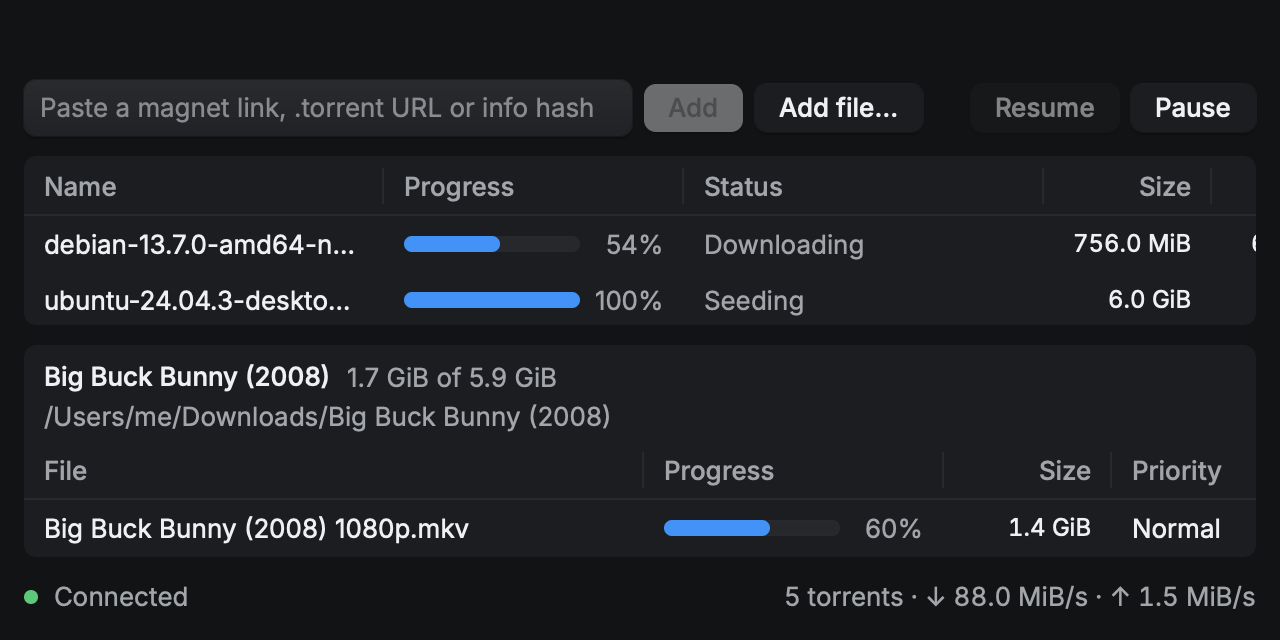 Paste a magnet link, .torrent URL or info hash Add Add file... Resume Pause
Name Progress Status Size
debian-13.7.0-amd64-n... 54% Downloading 756.0 MiB
ubuntu-24.04.3-deskto... 100% Seeding 6.0 GiB
Big Buck Bunny (2008) 1.7 GiB of 5.9 GiB
/Users/me/Downloads/Big Buck Bunny (2008)
File Progress Size Priority
Big Buck Bunny (2008) 1080p.mkv 60% 1.4 GiB Normal
Connected 5 torrents · ↓ 88.0 MiB/s · ↑ 1.5 MiB/s